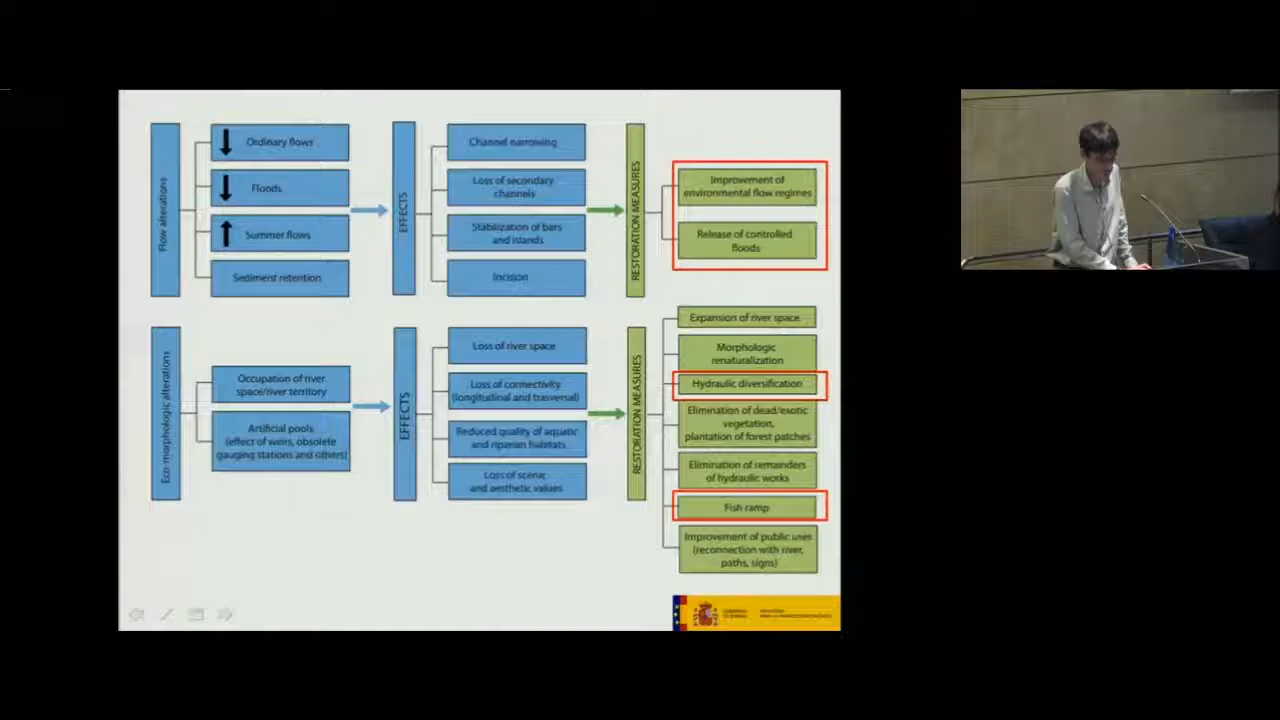 Flow alterations
Ordinary flows
Floods
Summer flows
Sediment retention
EFFECTS
Channel narrowing
Loss of secondary
channels
Stabilization of bars
and islands
Incision
RESTORATION MEASURES
Improvement of
environmental flow regimes
Release of controlled
floods
Eco-morphologic alterations
Occupation of river
space/river territory
Artificial pools
(effect of weirs, obsolete
gauging stations and others)
EFFECTS
Loss of river space
Loss of connectivity
(longitudinal and trasversal)
Reduced quality of aquatic
and riparian habitats
Loss of scenic
and aesthetic values
RESTORATION MEASURES
Expansion of river space
Morphologic
renaturalization
Hydraulic diversification
Elimination of dead/exotic
vegetation,
plantation of forest patches
Elimination of remainders
of hydraulic works
Fish ramp
Improvement of public uses
(reconnection with river,
paths, signs)
GOBIERNO
DE ESPAÑA
MINISTERIO